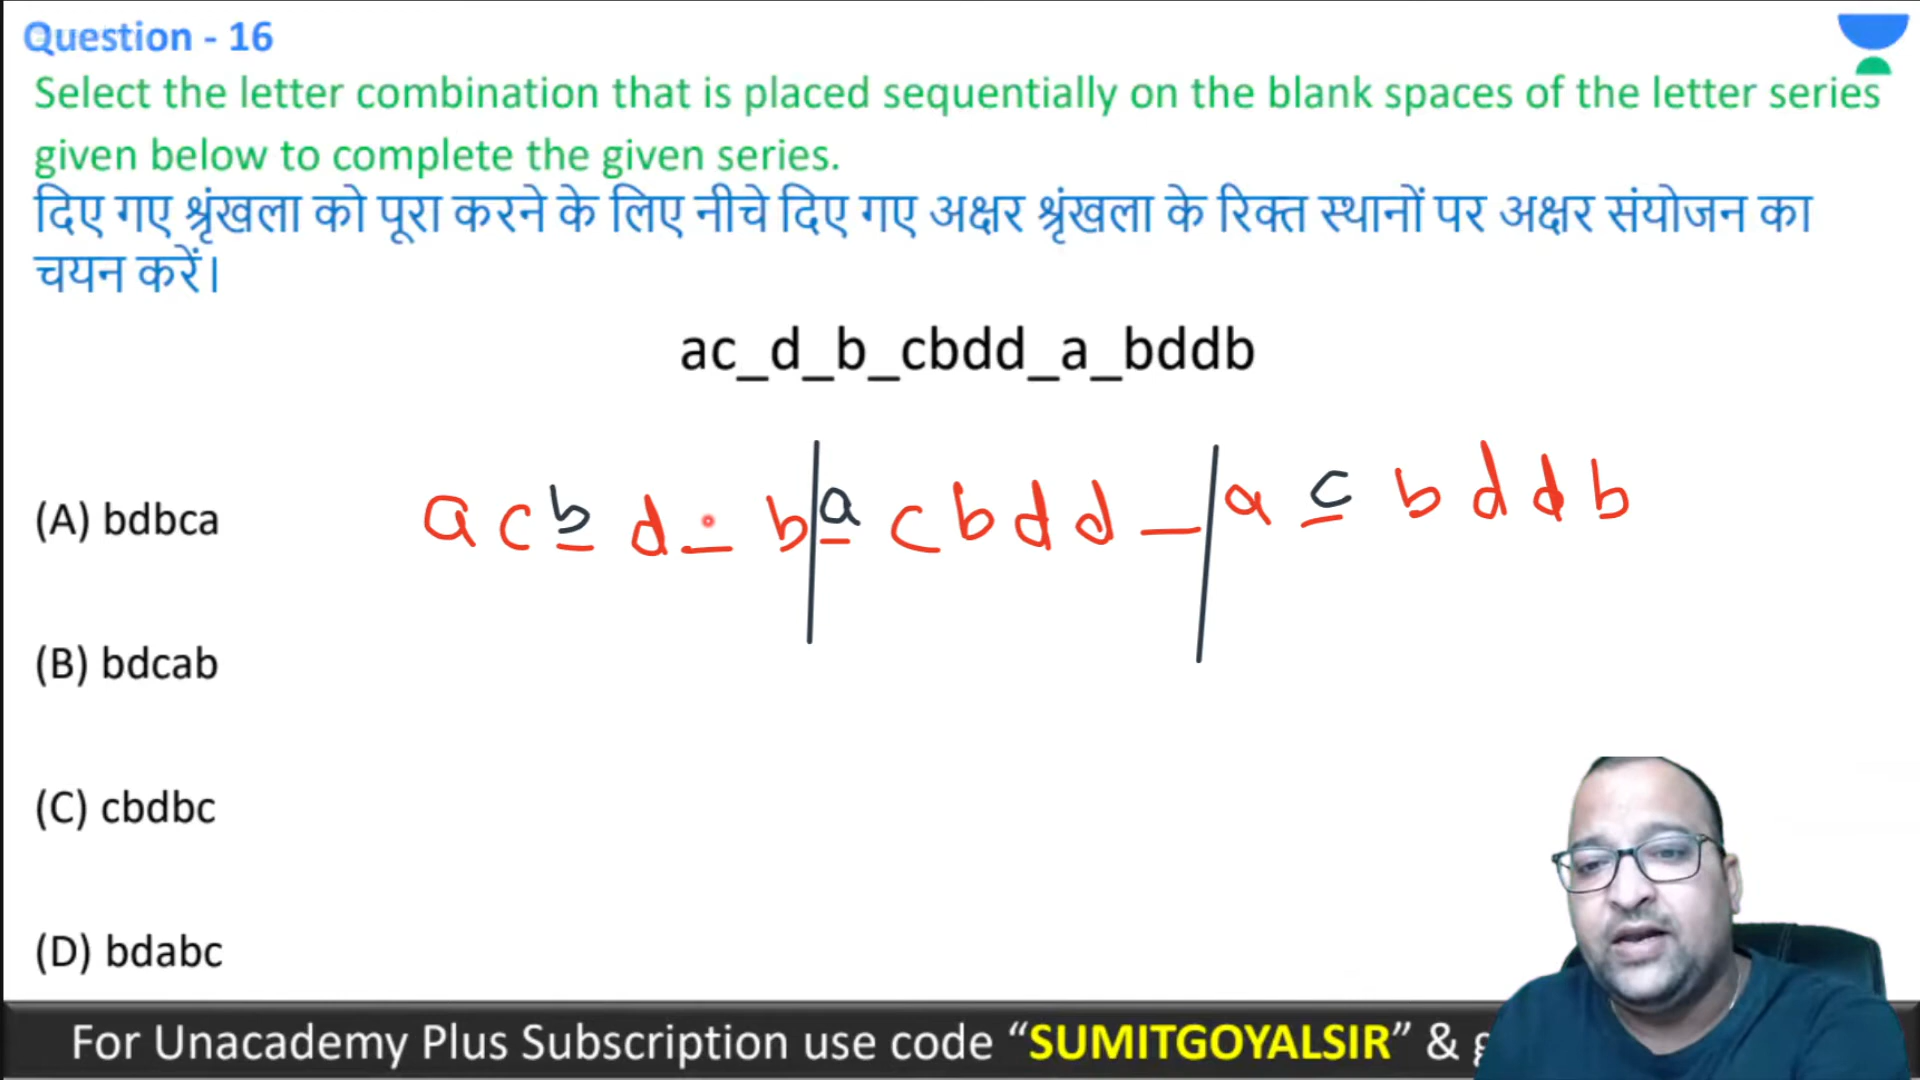 Question - 16
Select the letter combination that is placed sequentially on the blank spaces of the letter series
given below to complete the given series.
दिए गए श्रृंखला को पूरा करने के लिए नीचे दिए गए अक्षर श्रृंखला के रिक्त स्थानों पर अक्षर संयोजन का
चयन करें।
ac_d_b_cbdd_a_bddb
a c b d _ b | a c b d d _ | a c b d d b
(A) bdbca
(B) bdcab
(C) cbdbc
(D) bdabc
For Unacademy Plus Subscription use code “SUMITGOYALSIR” &